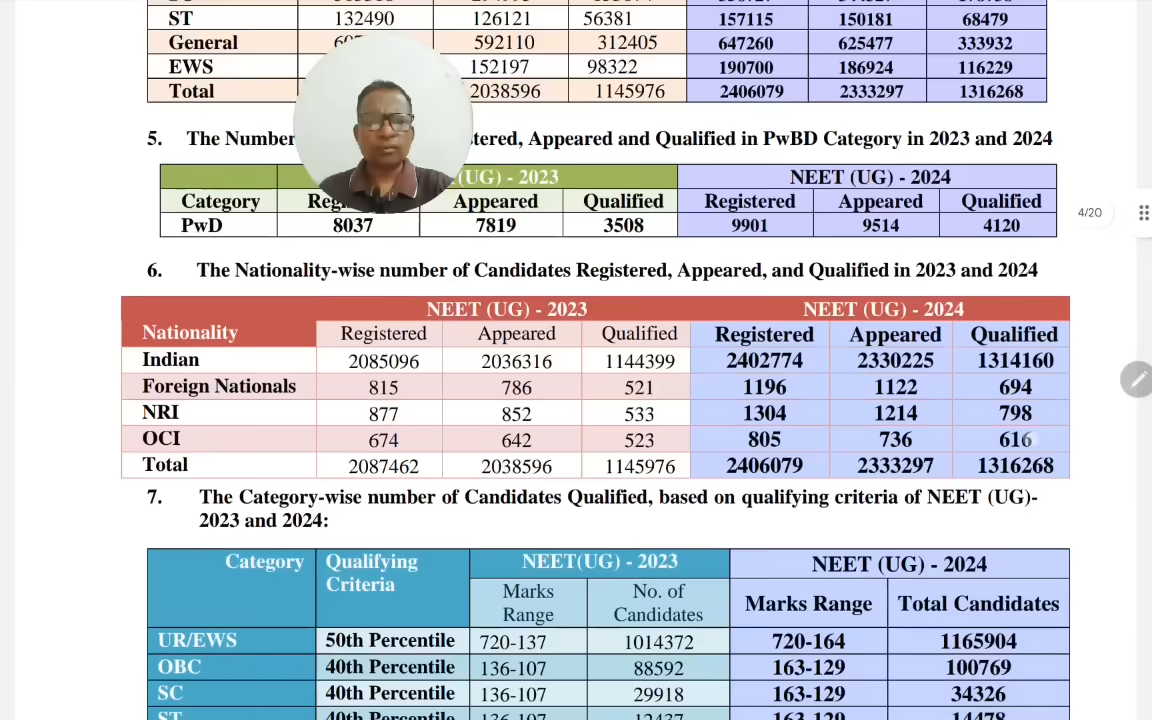 ST 132490 126121 56381 157115 150181 68479
General 592110 312405 647260 625477 333932
EWS 152197 98322 190700 186924 116229
Total 2038596 1145976 2406079 2333297 1316268
5. The Number tered, Appeared and Qualified in PwBD Category in 2023 and 2024
(UG) - 2023 NEET (UG) - 2024
Category Appeared Qualified Registered Appeared Qualified
PwD 8037 7819 3508 9901 9514 4120
4/20
6. The Nationality-wise number of Candidates Registered, Appeared, and Qualified in 2023 and 2024
NEET (UG) - 2023 NEET (UG) - 2024
Nationality Registered Appeared Qualified Registered Appeared Qualified
Indian 2085096 2036316 1144399 2402774 2330225 1314160
Foreign Nationals 815 786 521 1196 1122 694
NRI 877 852 533 1304 1214 798
OCI 674 642 523 805 736 616
Total 2087462 2038596 1145976 2406079 2333297 1316268
7. The Category-wise number of Candidates Qualified, based on qualifying criteria of NEET (UG)-
2023 and 2024:
Category Qualifying Criteria NEET(UG) - 2023 NEET (UG) - 2024
Marks Range No. of Candidates Marks Range Total Candidates
UR/EWS 50th Percentile 720-137 1014372 720-164 1165904
OBC 40th Percentile 136-107 88592 163-129 100769
SC 40th Percentile 136-107 29918 163-129 34326
ST 40th Percentile 136-107 12437 163-129 14478